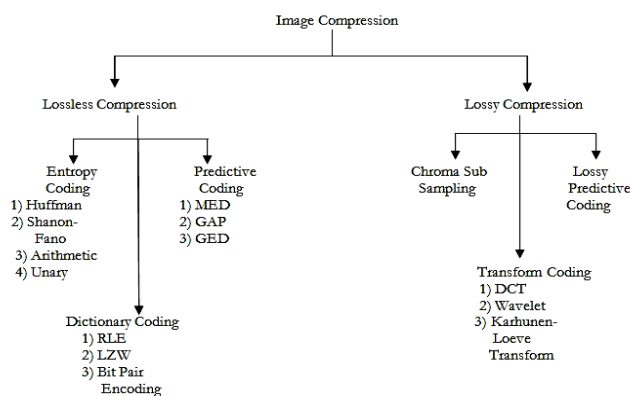 Image Compression
Lossless Compression
Lossy Compression
Entropy
Coding
1) Huffman
2) Shanon-
Fano
3) Arithmetic
4) Unary
Predictive
Coding
1) MED
2) GAP
3) GED
Dictionary Coding
1) RLE
2) LZW
3) Bit Pair
Encoding
Chroma Sub
Sampling
Lossy
Predictive
Coding
Transform Coding
1) DCT
2) Wavelet
3) Karhunen-
Loeve
Transform